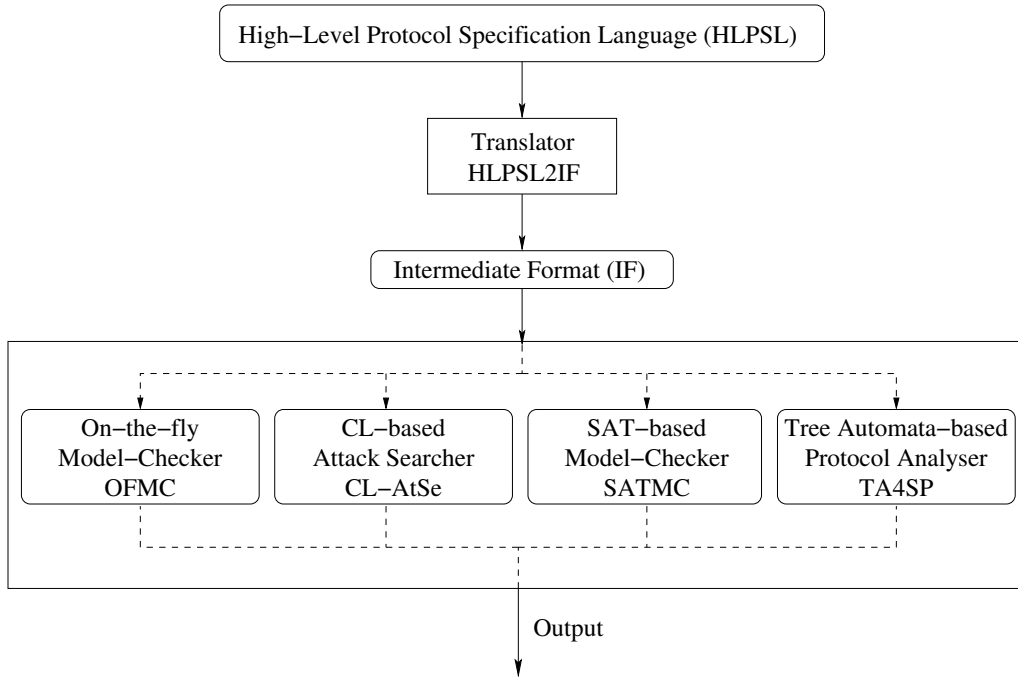 High−Level Protocol Specification Language (HLPSL)
Translator
HLPSL2IF
Intermediate Format (IF)
On−the−fly
Model−Checker
OFMC
CL−based
Attack Searcher
CL−AtSe
SAT−based
Model−Checker
SATMC
Tree Automata−based
Protocol Analyser
TA4SP
Output